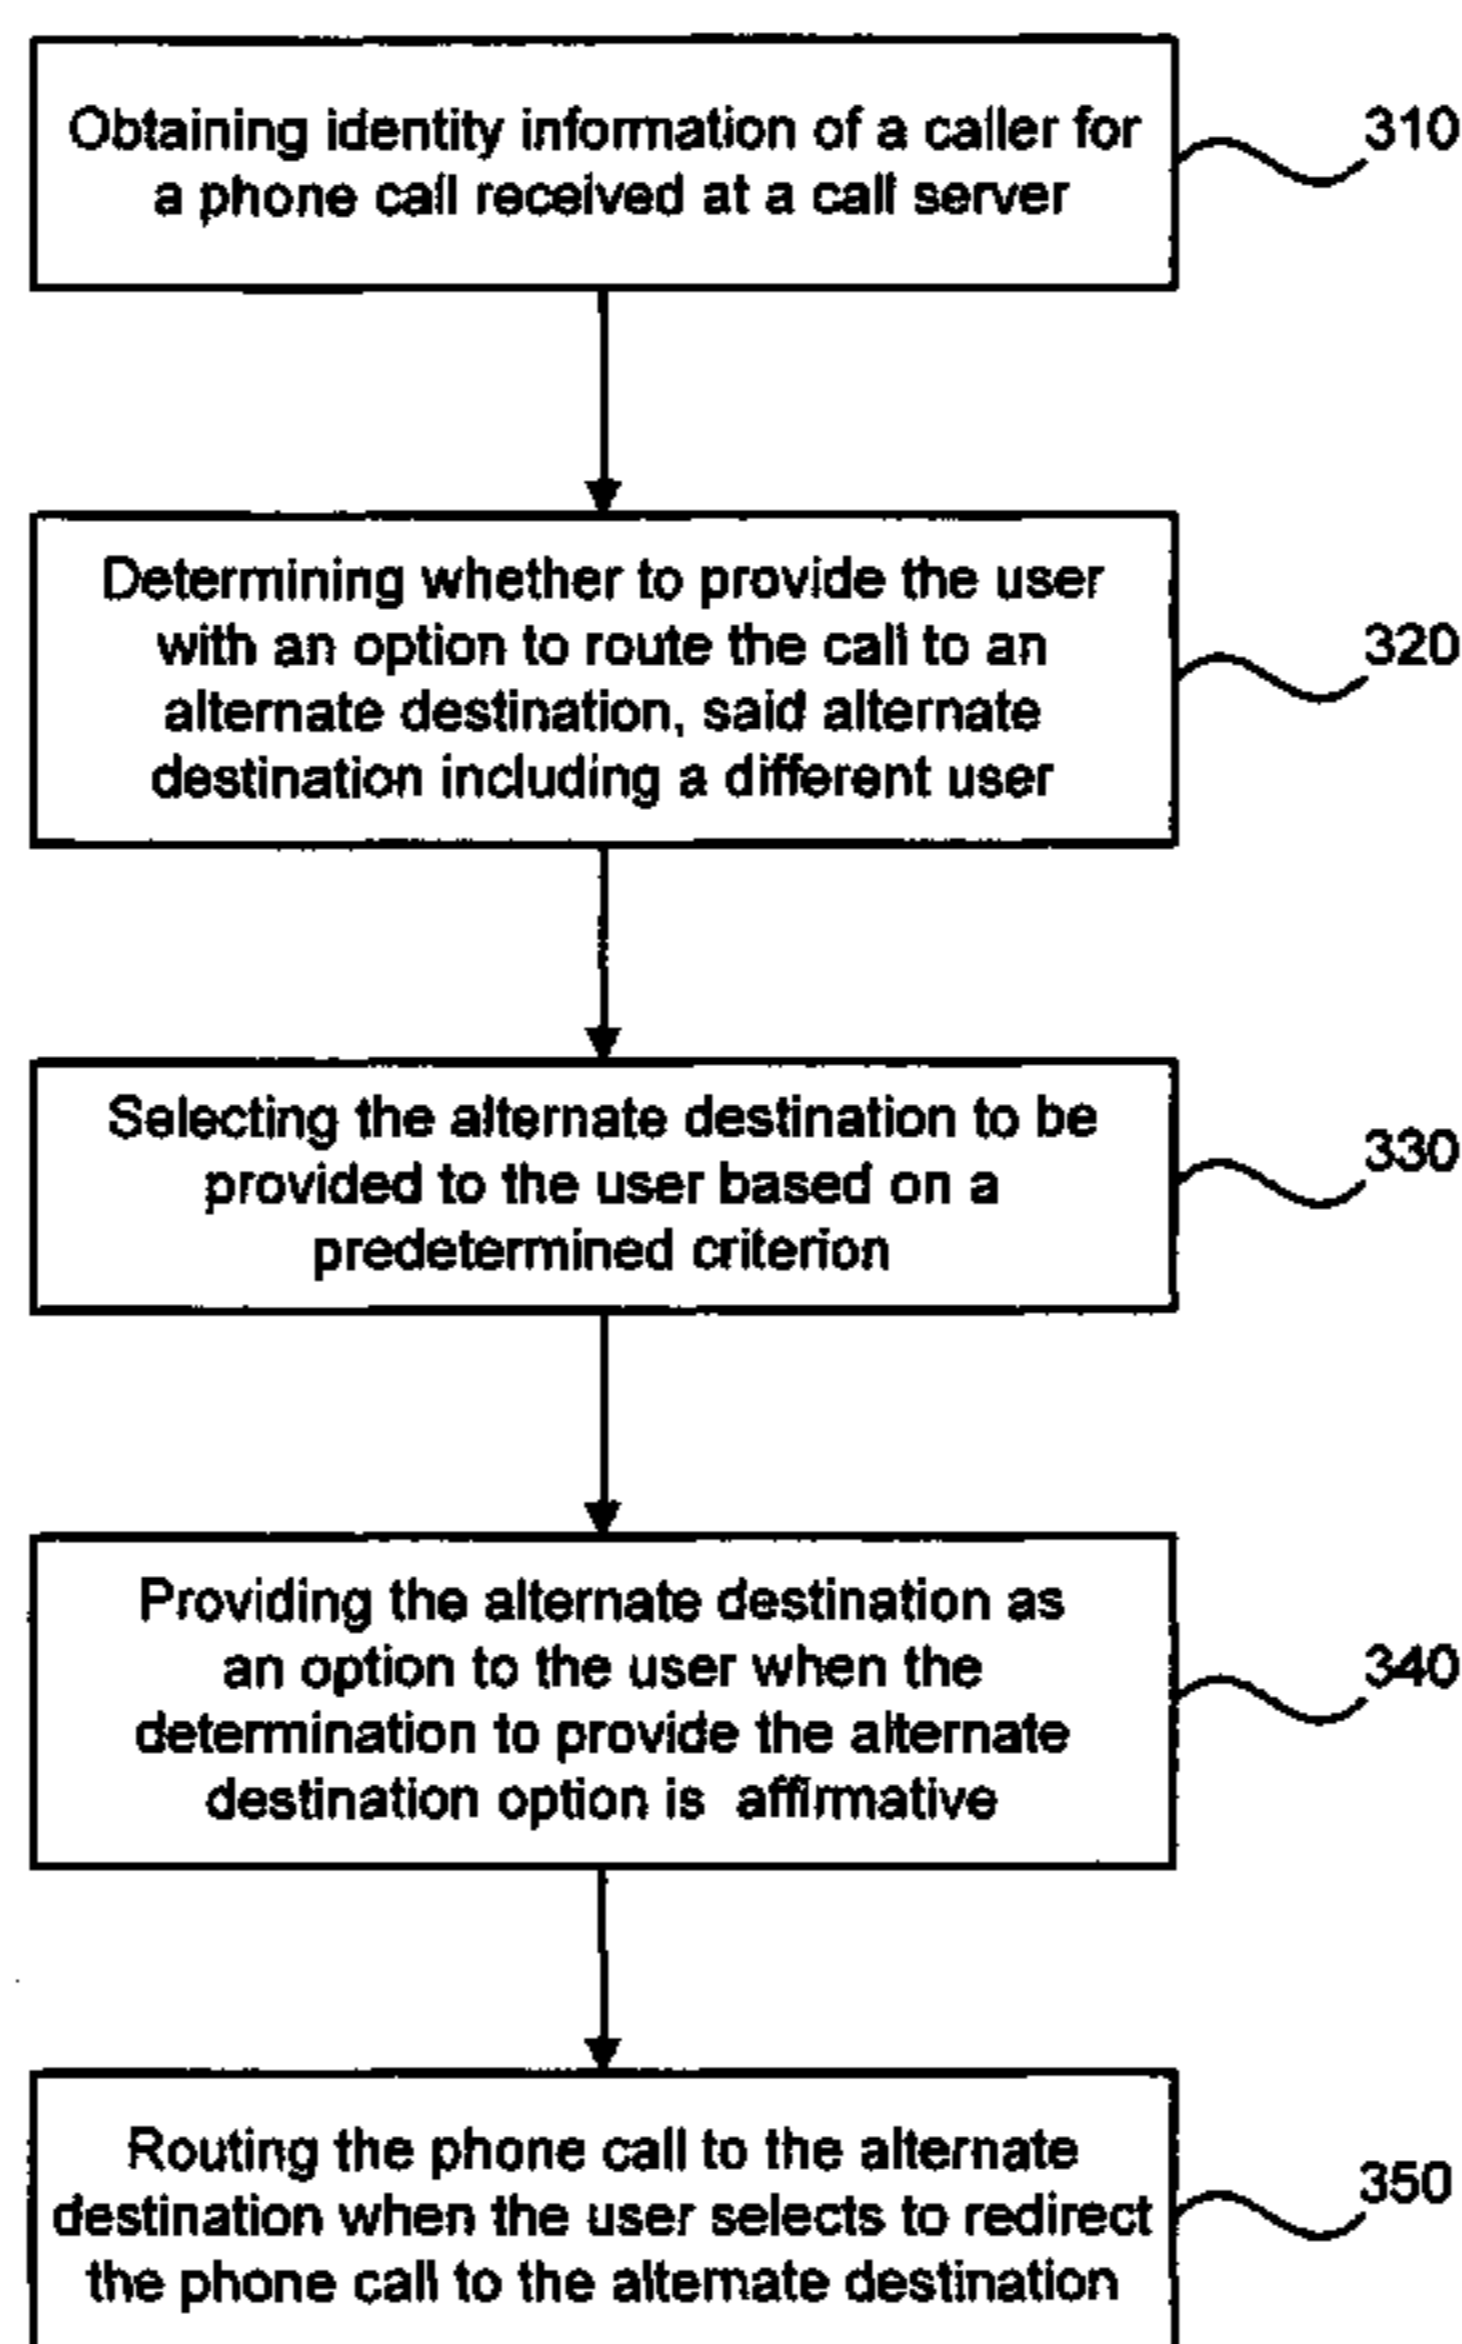 Obtaining identity information of a caller for
a phone call received at a call server
310
Determining whether to provide the user
with an option to route the call to an
alternate destination, said alternate
destination including a different user
320
Selecting the alternate destination to be
provided to the user based on a
predetermined criterion
330
Providing the alternate destination as
an option to the user when the
determination to provide the alternate
destination option is affirmative
340
Routing the phone call to the alternate
destination when the user selects to redirect
the phone call to the alternate destination
350